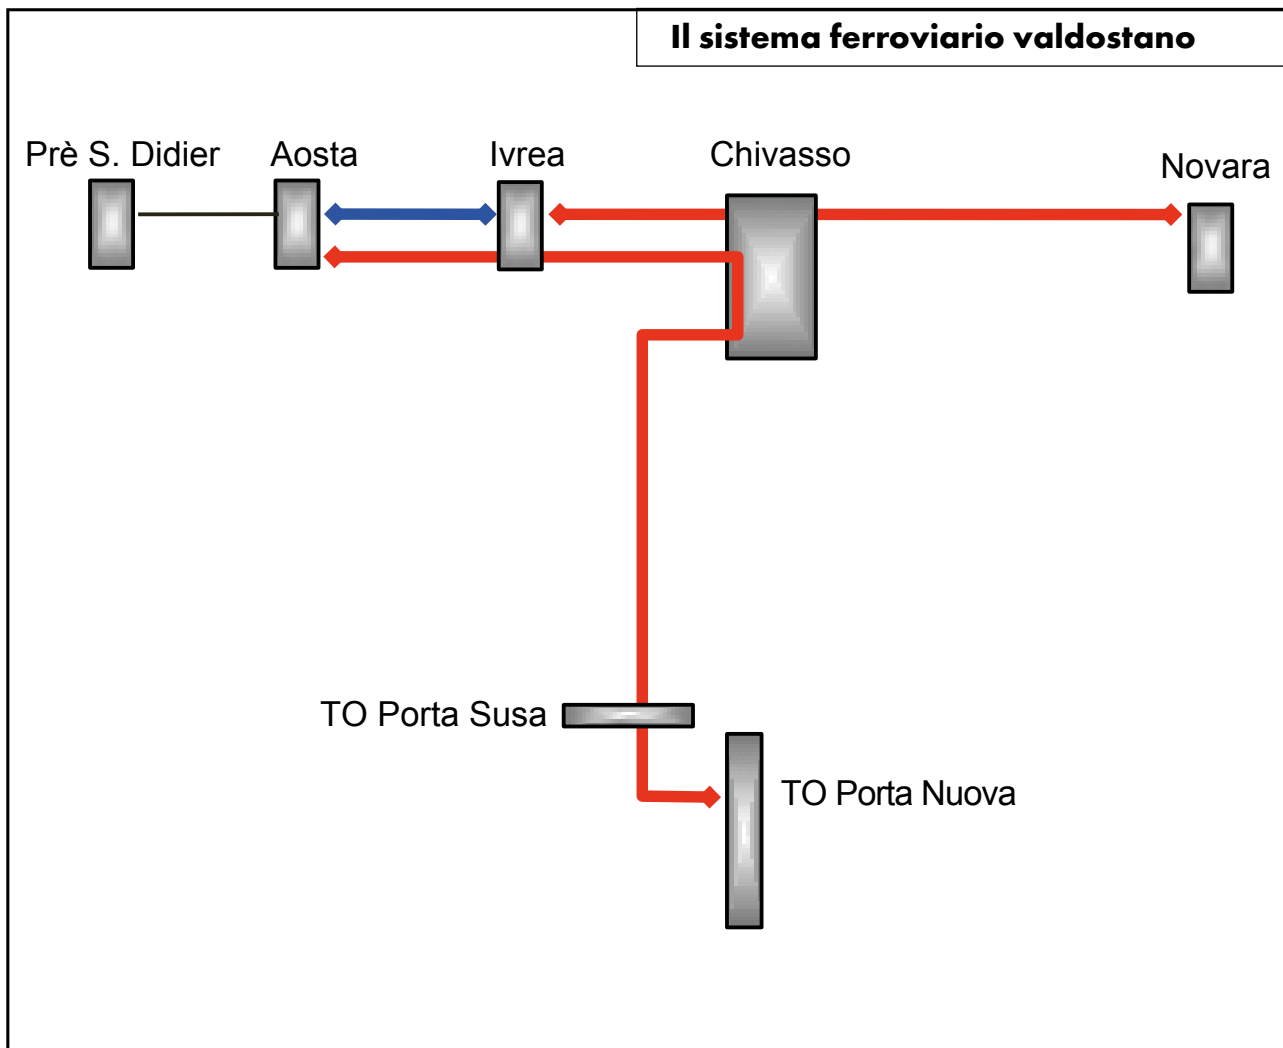 Il sistema ferroviario valdostano
Prè S. Didier
Aosta
Ivrea
Chivasso
Novara
TO Porta Susa
TO Porta Nuova